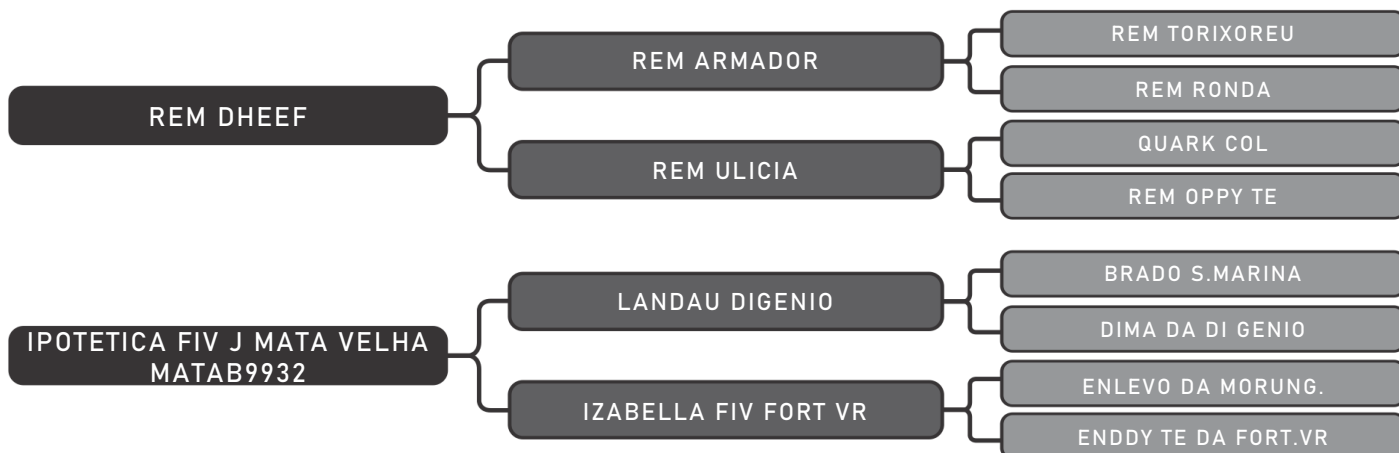 REM DHEEF
REM ARMADOR
REM TORIXOREU
REM RONDA
REM ULICIA
QUARK COL
REM OPPY TE
IPOTETICA FIV J MATA VELHA
MATAB9932
LANDAU DIGENIO
BRADO S.MARINA
DIMA DA DI GENIO
IZABELLA FIV FORT VR
ENLEVO DA MORUNG.
ENDDY TE DA FORT.VR